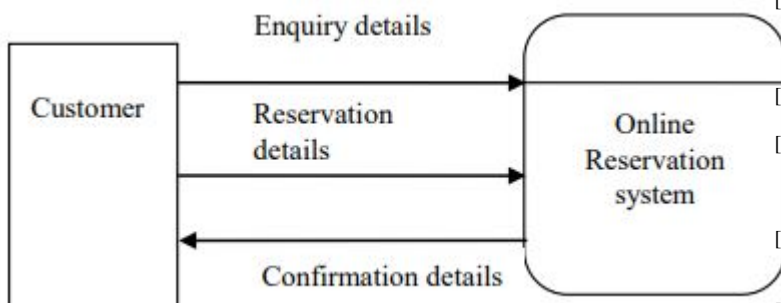 Enquiry details
Customer
Reservation
details
Online
Reservation
system
Confirmation details
[
[
[
[